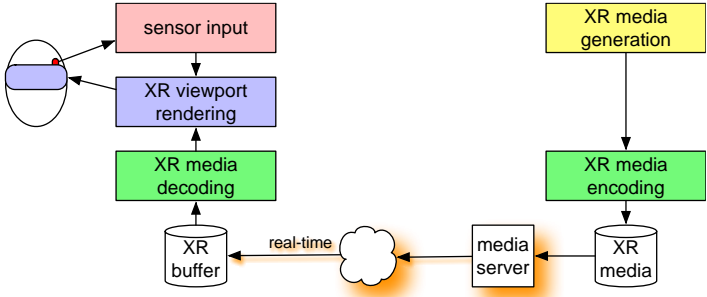 sensor input
XR media
generation
XR viewport
rendering
XR media
decoding
XR media
encoding
real-time
XR
buffer
media
server
XR
media